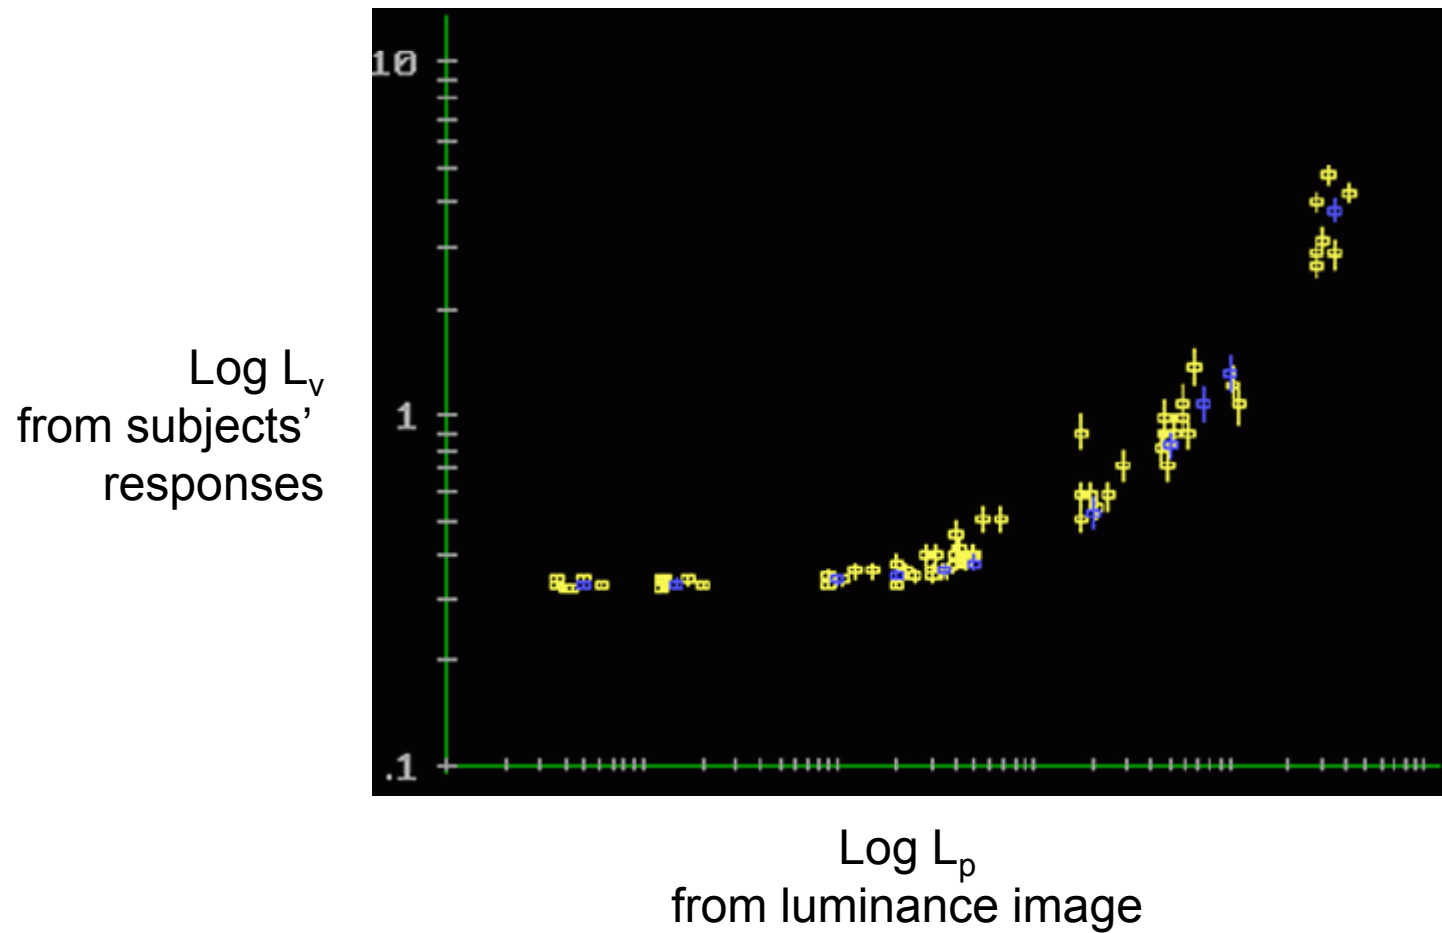 10
1
.1
Log Lv
from subjects’
responses
Log Lp
from luminance image